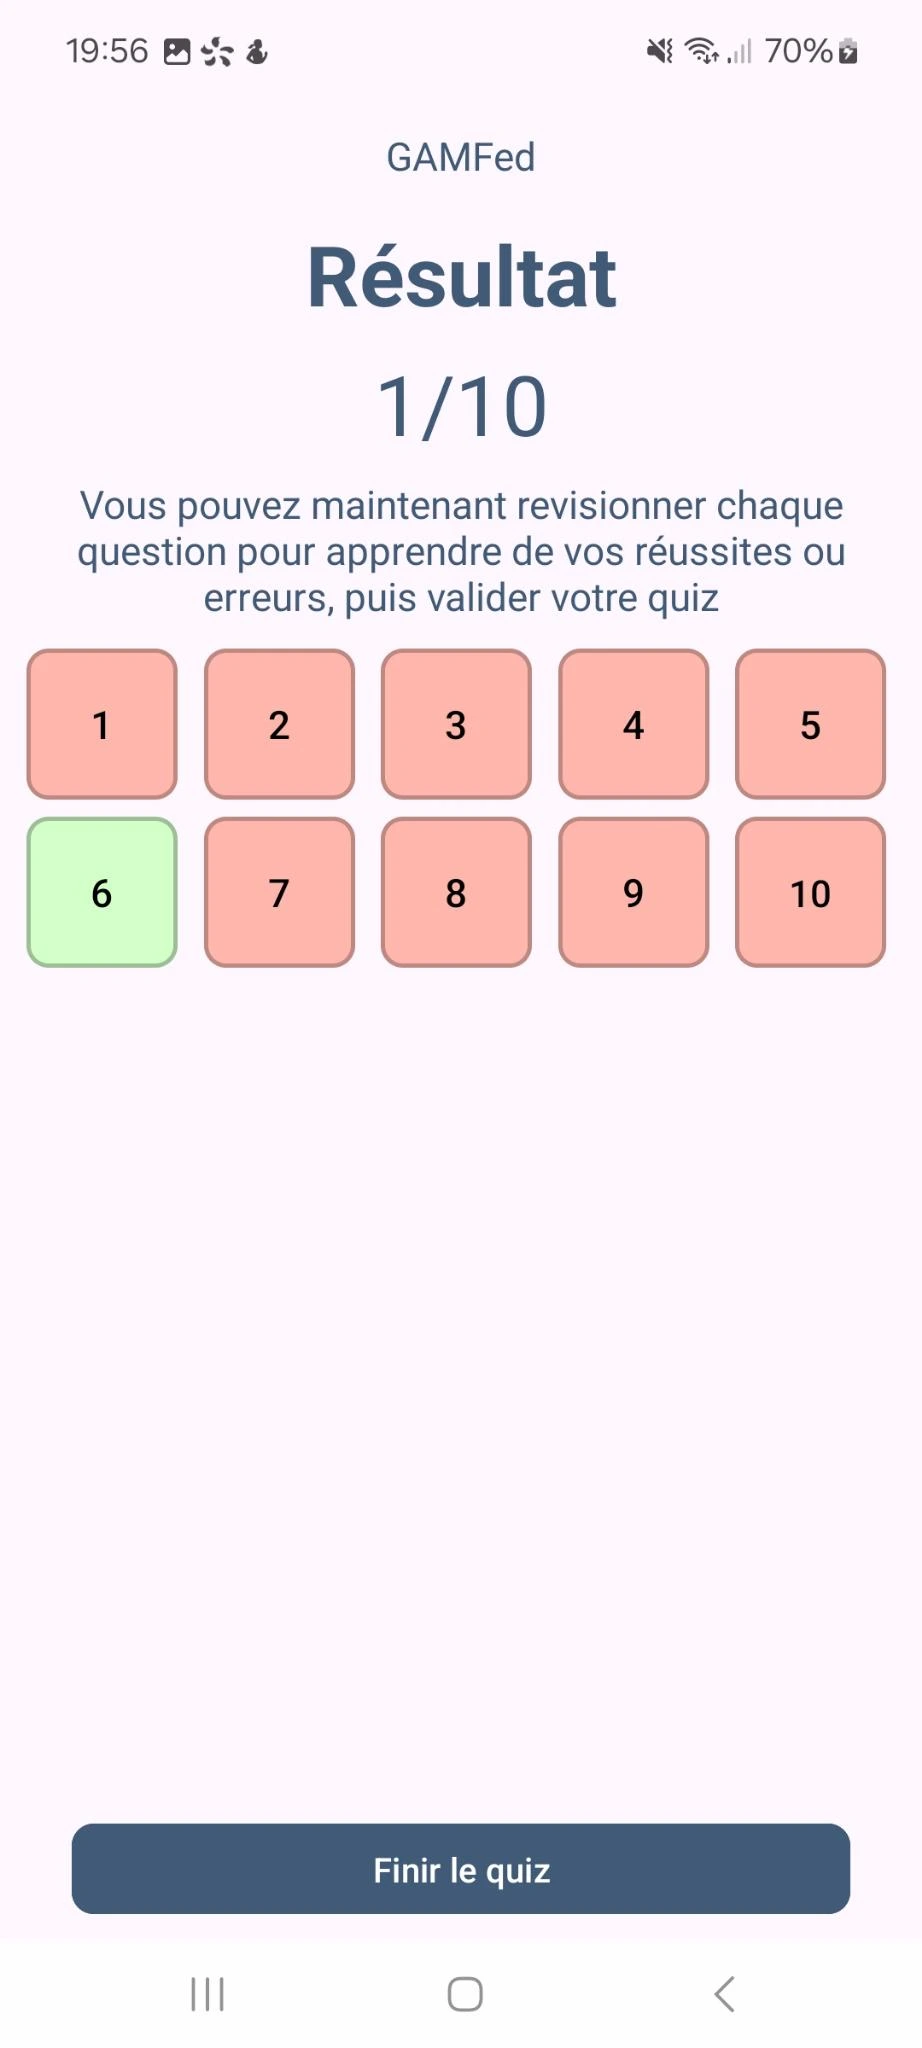 19:56
70%
GAMFed
Résultat
1/10
Vous pouvez maintenant revisionner chaque
question pour apprendre de vos réussites ou
erreurs, puis valider votre quiz
1 2 3 4 5
6 7 8 9 10
Finir le quiz